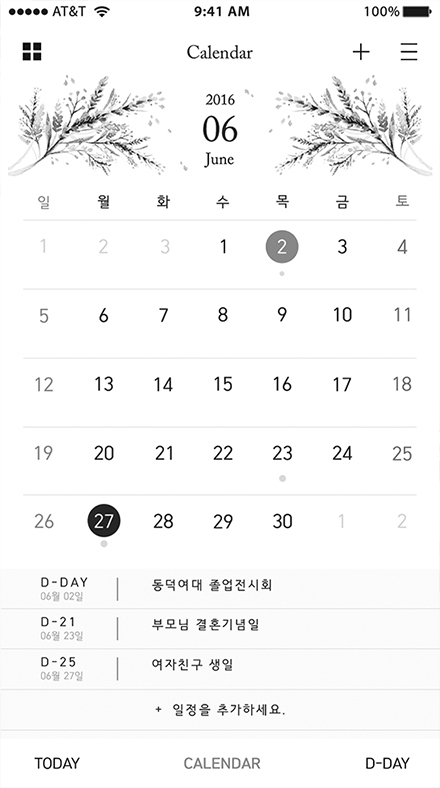 AT&T 9:41 AM 100%
Calendar
2016
06
June
일 월 화 수 목 금 토
1 2 3 1 2 3 4
5 6 7 8 9 10 11
12 13 14 15 16 17 18
19 20 21 22 23 24 25
26 27 28 29 30 1 2
D-DAY 동덕여대 졸업전시회
06월 02일
D-21 부모님 결혼기념일
06월 23일
D-25 여자친구 생일
06월 27일
+ 일정을 추가하세요.
TODAY CALENDAR D-DAY